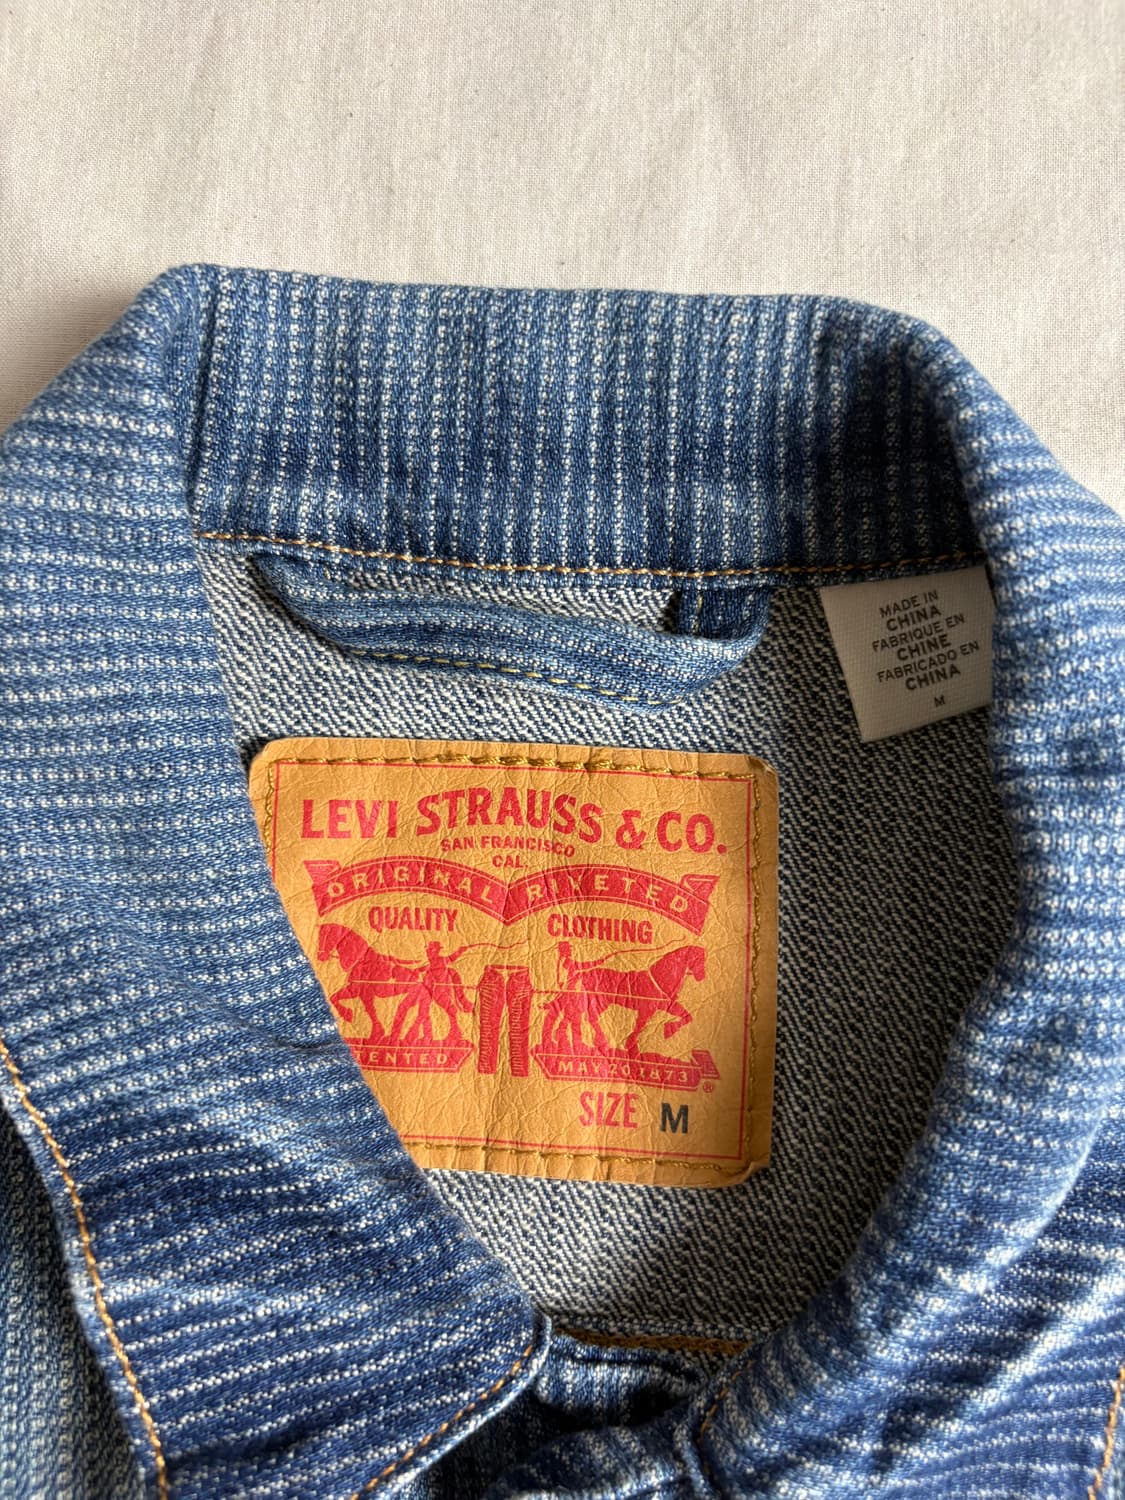 MADE IN
CHINA
FABRIQUE EN
CHINE
FABRICADO EN
CHINA
M
LEVI STRAUSS & CO.
SAN FRANCISCO
CAL.
ORIGINAL RIVETED
QUALITY CLOTHING
ENTED MAY 20 1873 ®
SIZE M